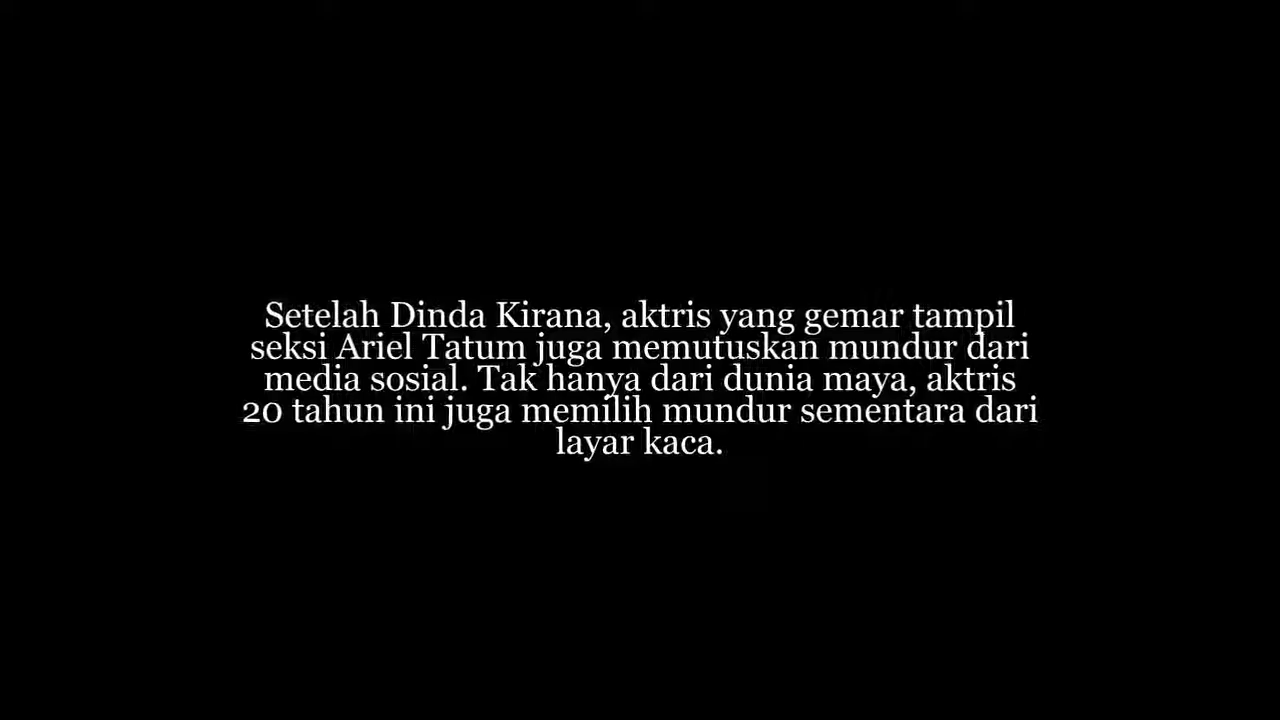 Setelah Dinda Kirana, aktris yang gemar tampil
seksi Ariel Tatum juga memutuskan mundur dari
media sosial. Tak hanya dari dunia maya, aktris
20 tahun ini juga memilih mundur sementara dari
layar kaca.